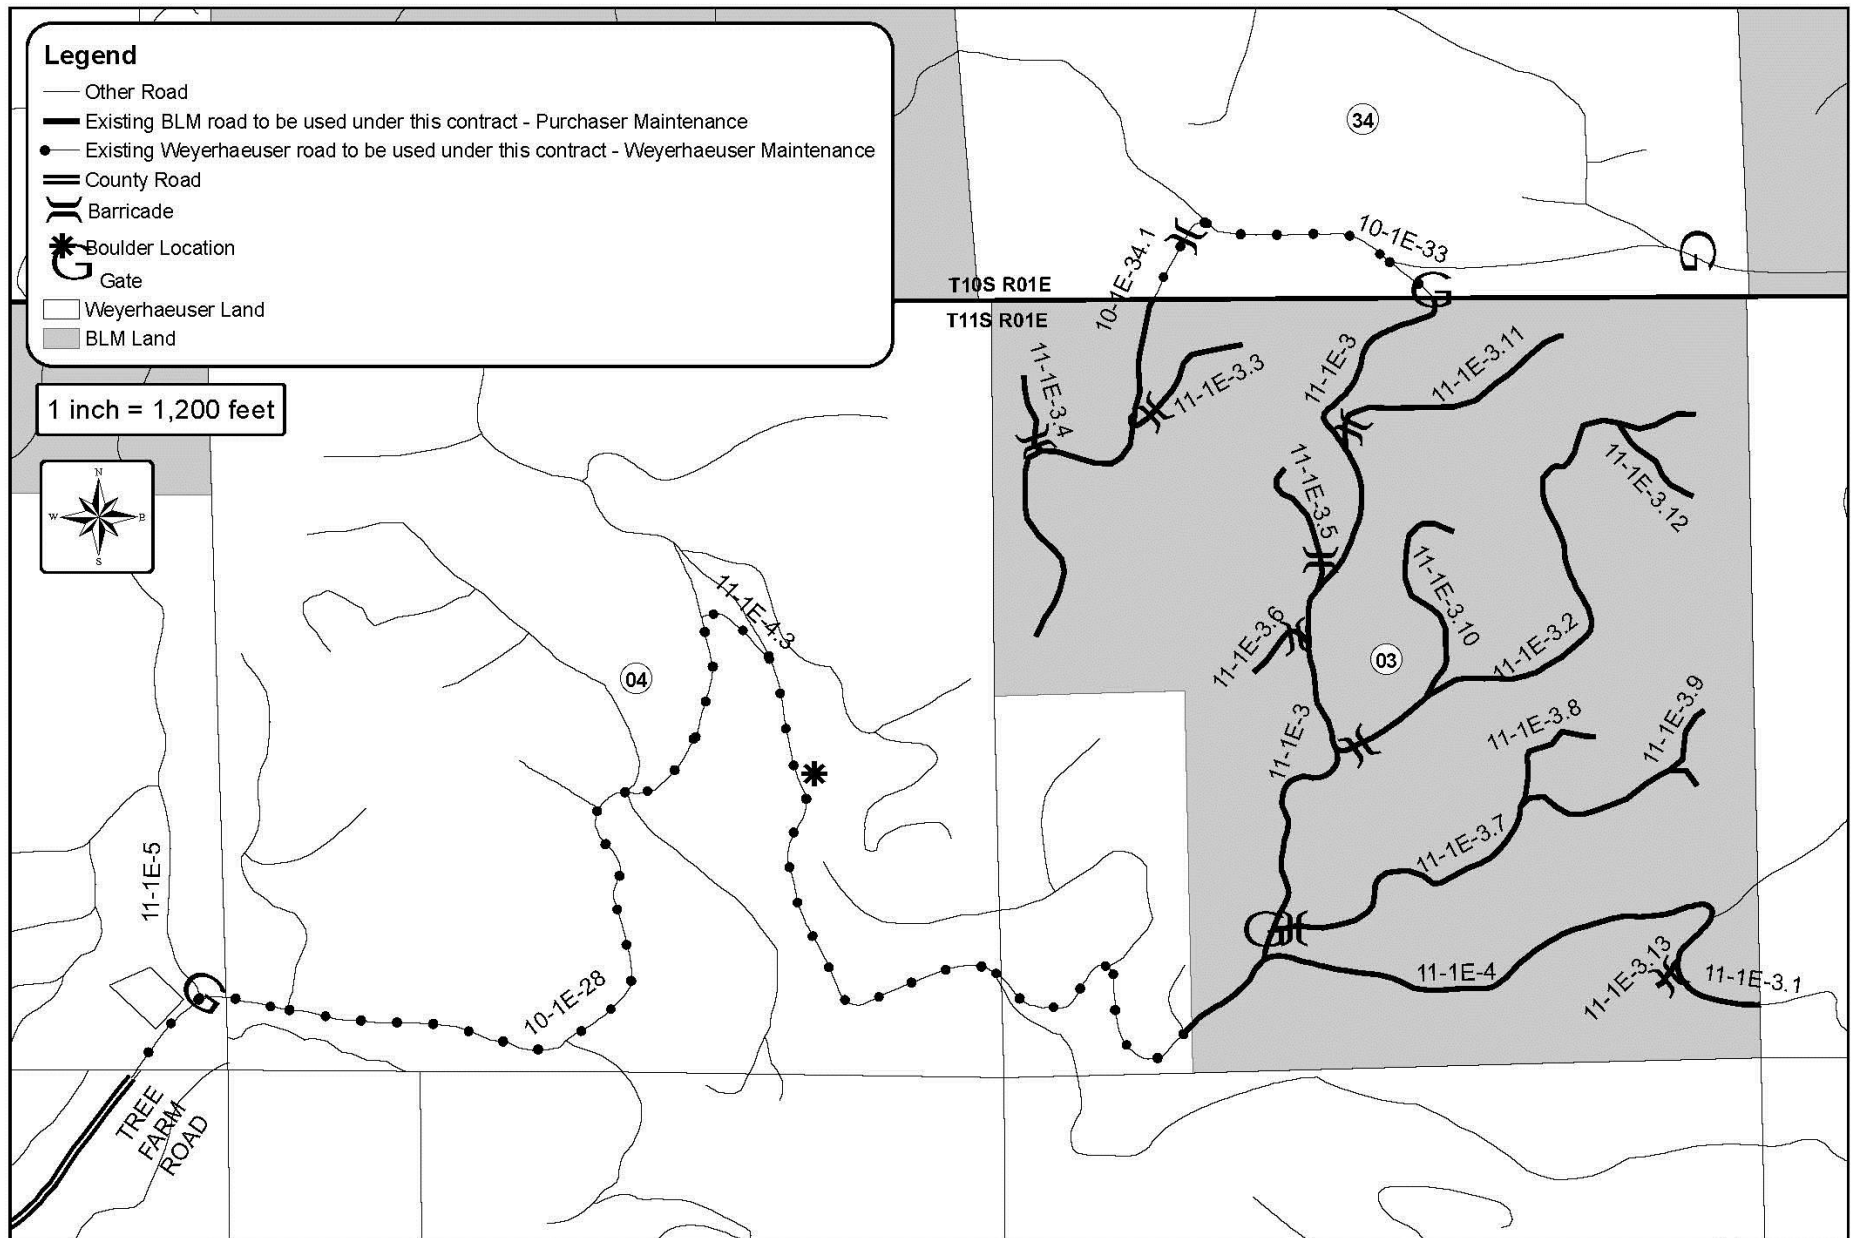 Legend
Other Road
Existing BLM road to be used under this contract - Purchaser Maintenance
Existing Weyerhaeuser road to be used under this contract - Weyerhaeuser Maintenance
County Road
Barricade
Boulder Location
G
Gate
Weyerhaeuser Land
BLM Land
1 inch = 1,200 feet
N
W E
S
34
10-1E-33
G
10-1E-34.1
G
T10S R01E
T11S R01E
11-1E-3.4
11-1E-3.3
11-1E-3
11-1E-3.11
11-1E-3.5
11-1E-3.12
11-1E-3.10
11-1E-3.6
11-1E-3.2
03
11-1E-4.3
04
11-1E-3
11-1E-3.8
11-1E-3.9
11-1E-3.7
11-1E-5
G
11-1E-4
11-1E-3.13
11-1E-3.1
G
10-1E-28
TREE
FARM
ROAD